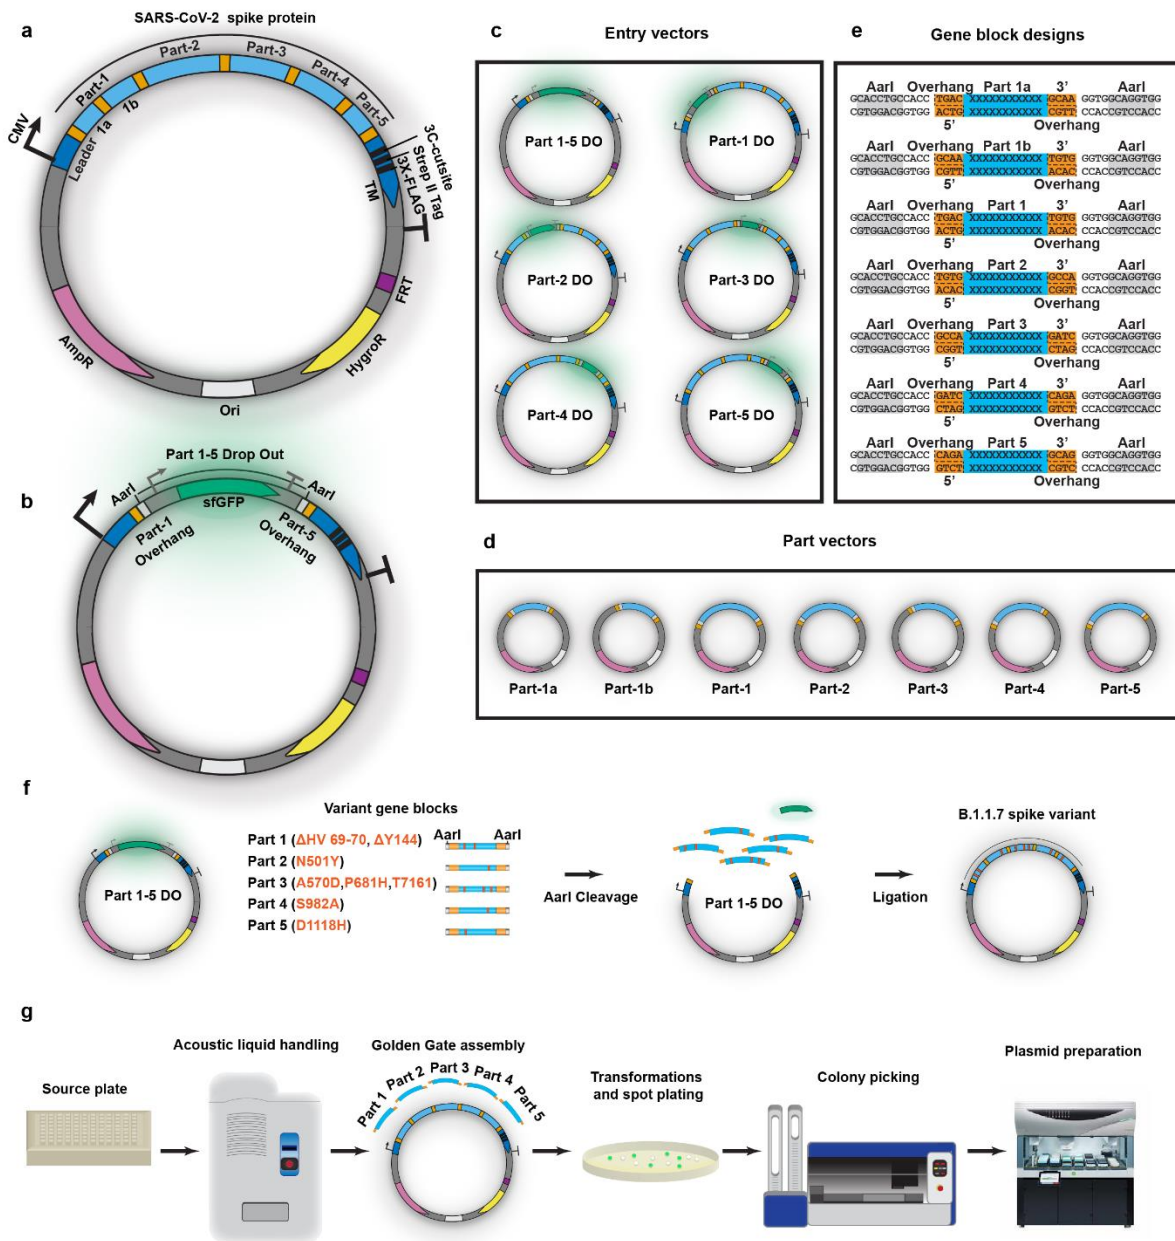 a
SARS-CoV-2 spike protein
Part-1
Part-2
Part-3
Part-4
Part-5
CMV
Leader
1a
1b
3C-cutsite
Strep II Tag
3X-FLAG
TM
FRT
HygroR
Ori
AmpR
b
Part 1-5 Drop Out
AarI
sfGFP
AarI
Part-1
Overhang
Part-5
Overhang
c
Entry vectors
Part 1-5 DO
Part-1 DO
Part-2 DO
Part-3 DO
Part-4 DO
Part-5 DO
e
Gene block designs
AarI Overhang Part 1a 3' AarI
GCACCTGCCACC TGAC XXXXXXXXXXX GCAA GGTGGCAGGTGG
CGTGGACGGTGG ACTG XXXXXXXXXXX CGTT CCACCGTCCACC
5' Overhang
AarI Overhang Part 1b 3' AarI
GCACCTGCCACC GCAA XXXXXXXXXXX TGTG GGTGGCAGGTGG
CGTGGACGGTGG CGTT XXXXXXXXXXX ACAC CCACCGTCCACC
5' Overhang
AarI Overhang Part 1 3' AarI
GCACCTGCCACC TGAC XXXXXXXXXXX TGTG GGTGGCAGGTGG
CGTGGACGGTGG ACTG XXXXXXXXXXX ACAC CCACCGTCCACC
5' Overhang
AarI Overhang Part 2 3' AarI
GCACCTGCCACC TGTG XXXXXXXXXXX GCCA GGTGGCAGGTGG
CGTGGACGGTGG ACAC XXXXXXXXXXX CGGT CCACCGTCCACC
5' Overhang
AarI Overhang Part 3 3' AarI
GCACCTGCCACC GCCA XXXXXXXXXXX GATC GGTGGCAGGTGG
CGTGGACGGTGG CGGT XXXXXXXXXXX CTAG CCACCGTCCACC
5' Overhang
AarI Overhang Part 4 3' AarI
GCACCTGCCACC GATC XXXXXXXXXXX CAGA GGTGGCAGGTGG
CGTGGACGGTGG CTAG XXXXXXXXXXX GTCT CCACCGTCCACC
5' Overhang
AarI Overhang Part 5 3' AarI
GCACCTGCCACC CAGA XXXXXXXXXXX GCAG GGTGGCAGGTGG
CGTGGACGGTGG GTCT XXXXXXXXXXX CGTC CCACCGTCCACC
5' Overhang
d
Part vectors
Part-1a
Part-1b
Part-1
Part-2
Part-3
Part-4
Part-5
f
Part 1-5 DO
Variant gene blocks
Part 1 (ΔHV 69-70, ΔY144)
Part 2 (N501Y)
Part 3 (A570D,P681H,T7161)
Part 4 (S982A)
Part 5 (D1118H)
AarI AarI
AarI Cleavage
Part 1-5 DO
Ligation
B.1.1.7 spike variant
g
Source plate
Acoustic liquid handling
Golden Gate assembly
Part 1
Part 2
Part 3
Part 4
Part 5
Transformations
and spot plating
Colony picking
Plasmid preparation